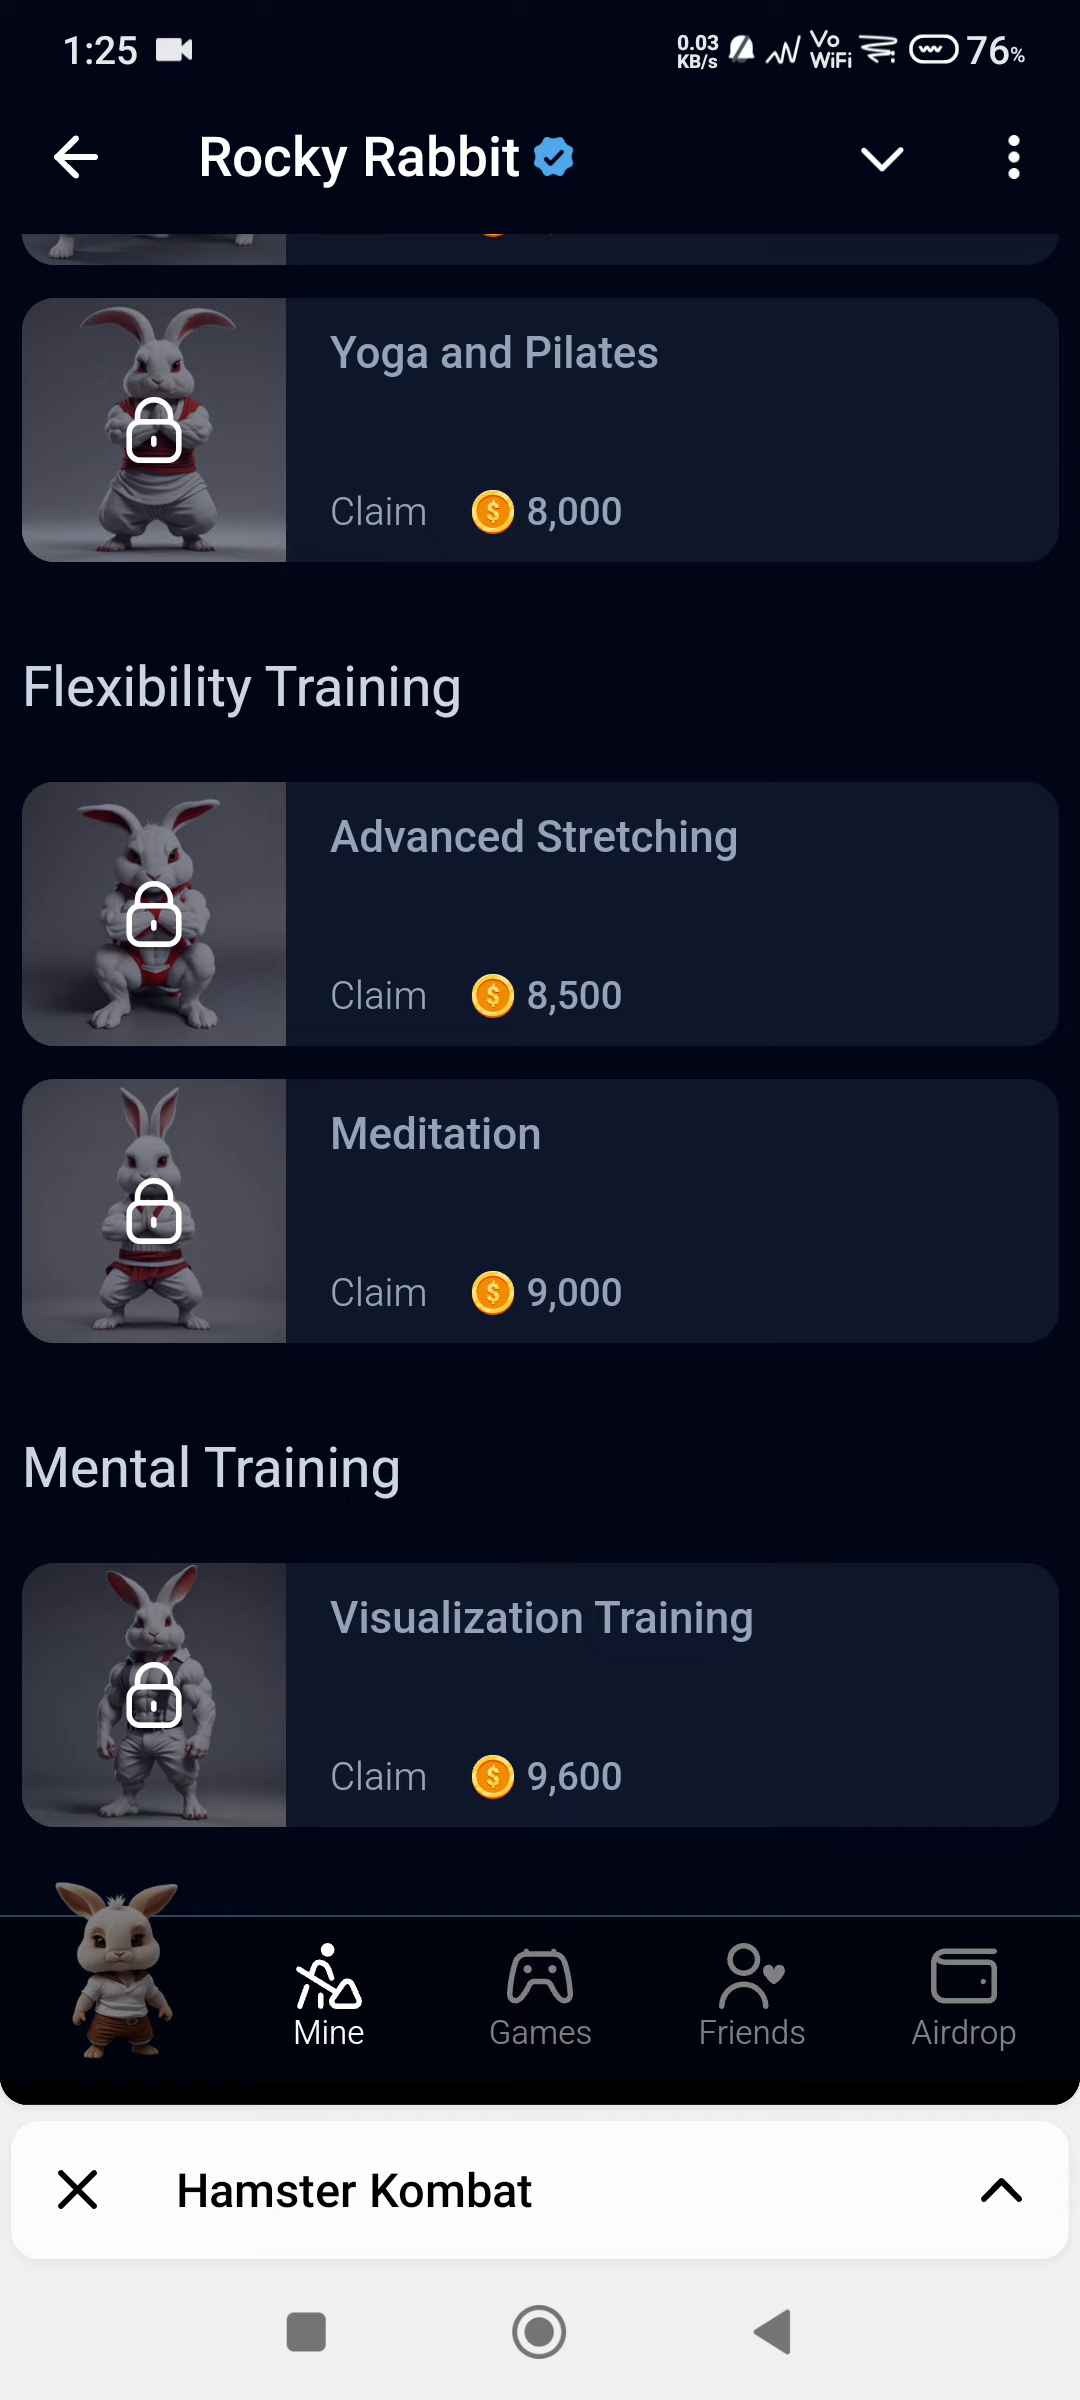 1:25
0.03
KB/s
Vo
WiFi
76%
Rocky Rabbit
Yoga and Pilates
Claim 8,000
Flexibility Training
Advanced Stretching
Claim 8,500
Meditation
Claim 9,000
Mental Training
Visualization Training
Claim 9,600
Mine
Games
Friends
Airdrop
Hamster Kombat